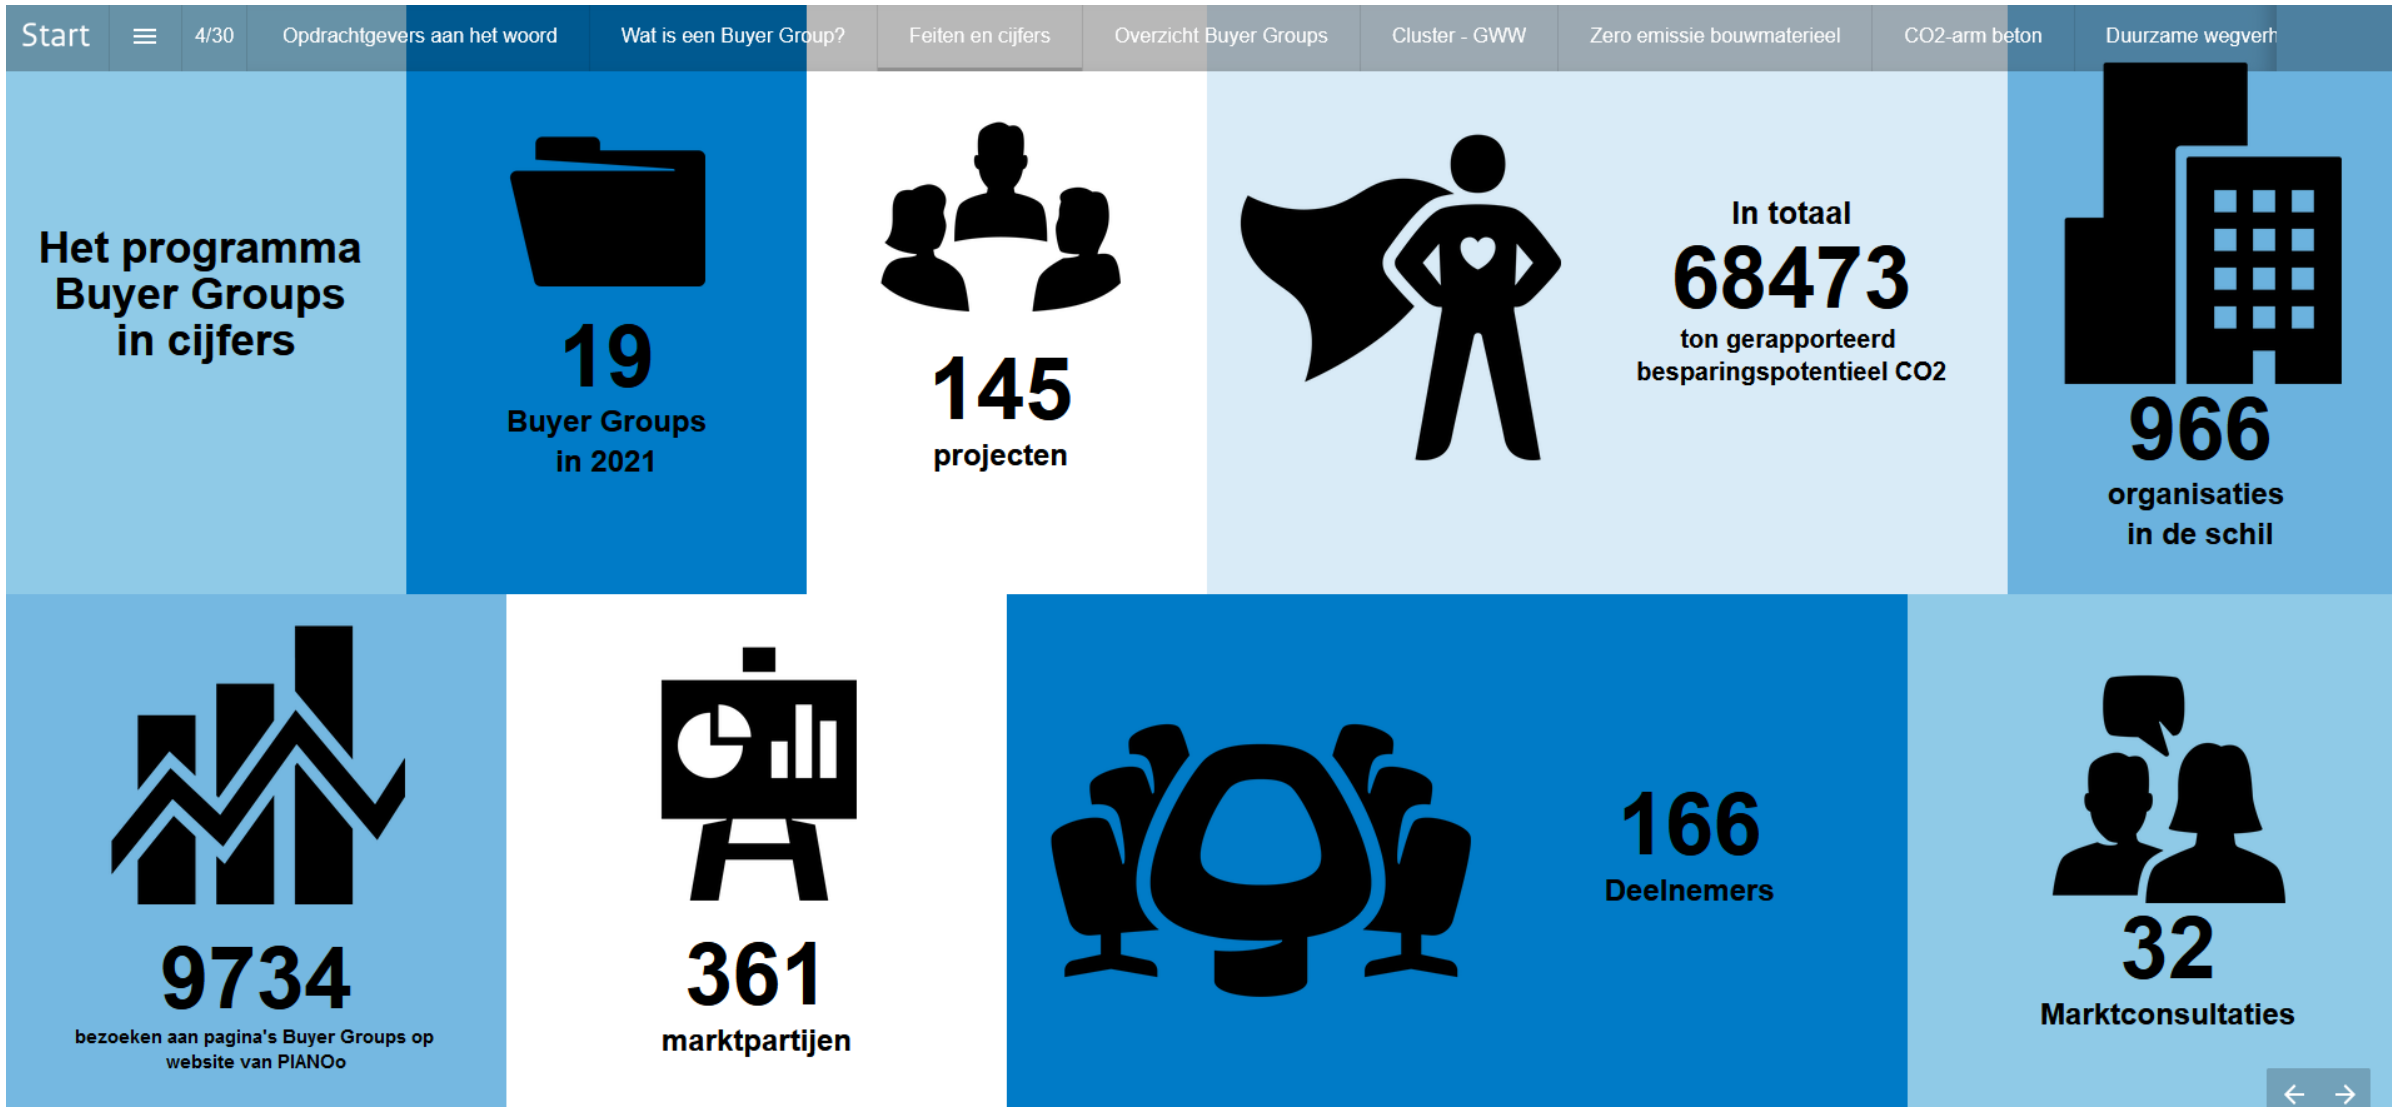 Start
4/30
Opdrachtgevers aan het woord
Wat is een Buyer Group?
Feiten en cijfers
Overzicht Buyer Groups
Cluster - GWW
Zero emissie bouwmaterieel
CO2-arm beton
Duurzame wegverh
Het programma
Buyer Groups
in cijfers
19
Buyer Groups
in 2021
145
projecten
In totaal
68473
ton gerapporteerd
besparingspotentieel CO2
966
organisaties
in de schil
9734
bezoeken aan pagina's Buyer Groups op
website van PIANOo
361
marktpartijen
166
Deelnemers
32
Marktconsultaties